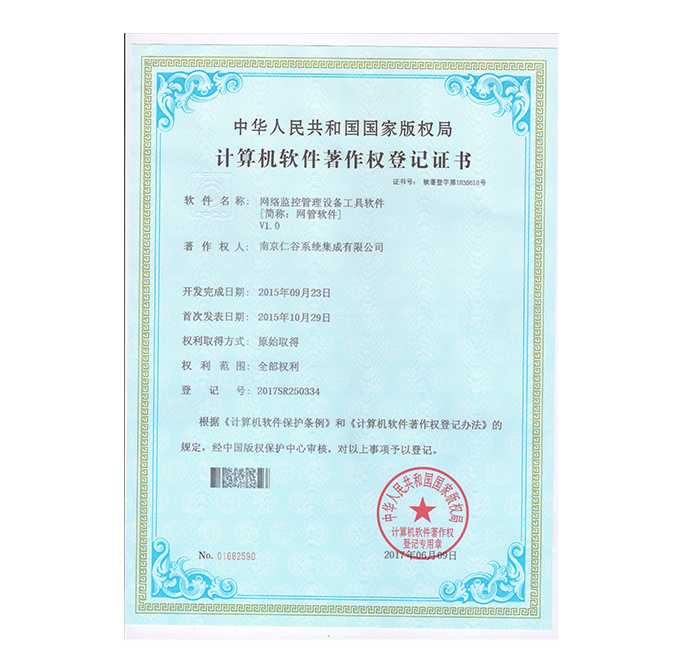 中华人民共和国国家版权局
计算机软件著作权登记证书
证书号： 软著登字第1835618号
软件名称： 网络监控管理设备工具软件
[简称：网管软件]
V1.0
著作权人： 南京仁谷系统集成有限公司
开发完成日期： 2015年09月23日
首次发表日期： 2015年10月29日
权利取得方式： 原始取得
权利范围： 全部权利
登记号： 2017SR250334
根据《计算机软件保护条例》和《计算机软件著作权登记办法》的
规定，经中国版权保护中心审核，对以上事项予以登记。
中华人民共和国国家版权局
计算机软件著作权
登记专用章
No. 01682590
2017年06月09日